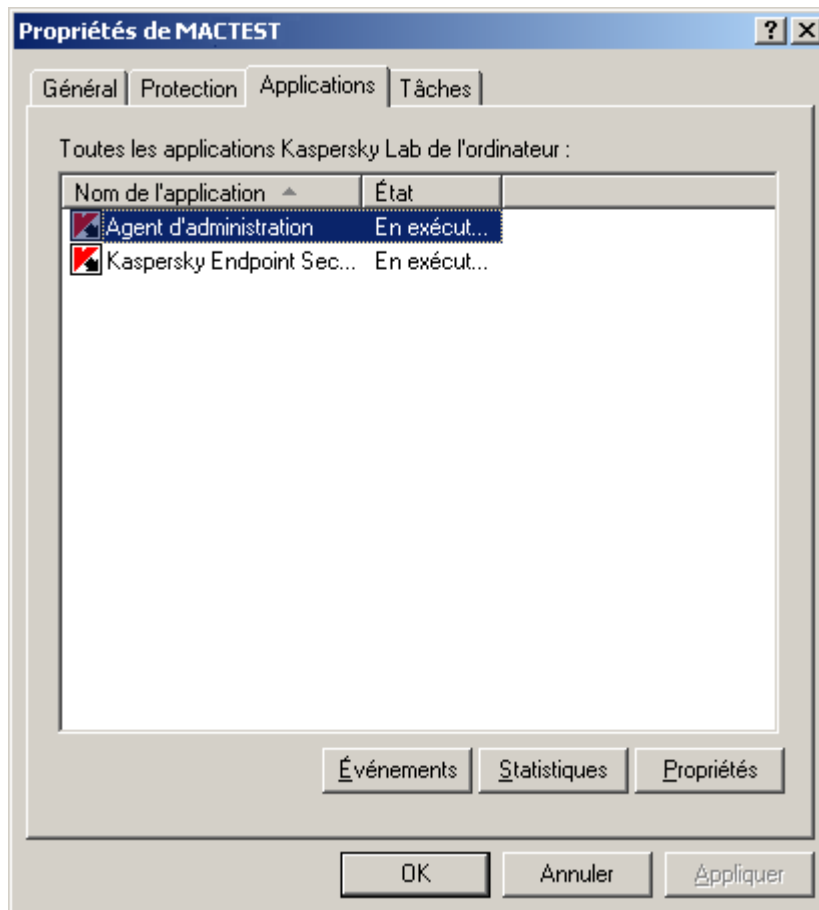 Propriétés de MACTEST
Général Protection Applications Tâches
Toutes les applications Kaspersky Lab de l'ordinateur :
Nom de l'application État
Agent d'administration En exécut...
Kaspersky Endpoint Sec... En exécut...
Événements Statistiques Propriétés
OK Annuler Appliquer